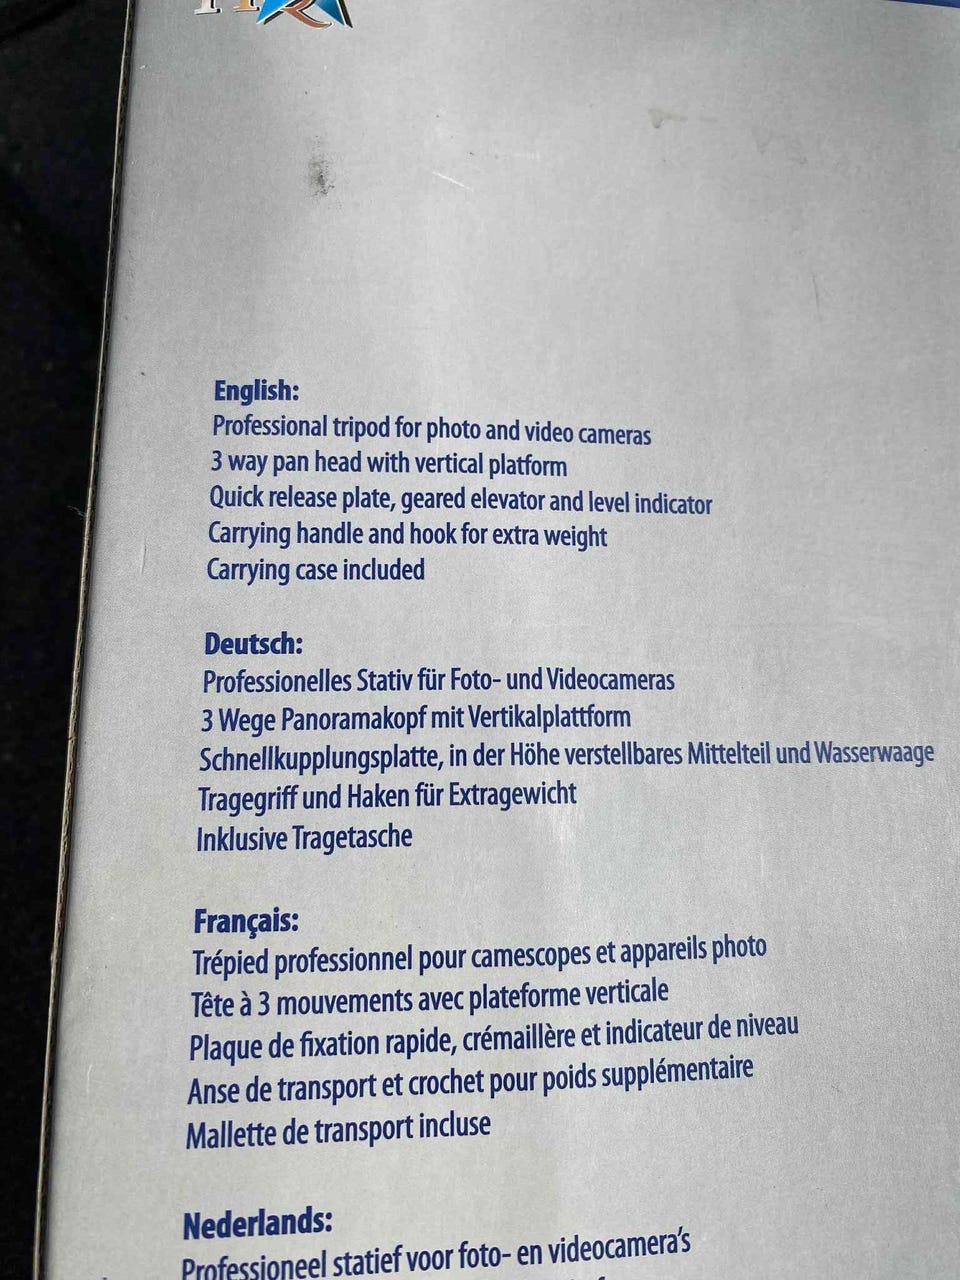 English:
Professional tripod for photo and video cameras
3 way pan head with vertical platform
Quick release plate, geared elevator and level indicator
Carrying handle and hook for extra weight
Carrying case included
Deutsch:
Professionelles Stativ für Foto- und Videocameras
3 Wege Panoramakopf mit Vertikalplattform
Schnellkupplungsplatte, in der Höhe verstellbares Mittelteil und Wasserwaage
Tragegriff und Haken für Extragewicht
Inklusive Tragetasche
Français:
Trépied professionnel pour camescopes et appareils photo
Tête à 3 mouvements avec plateforme verticale
Plaque de fixation rapide, crémaillère et indicateur de niveau
Anse de transport et crochet pour poids supplémentaire
Mallette de transport incluse
Nederlands:
Professioneel statief voor foto- en videocamera's